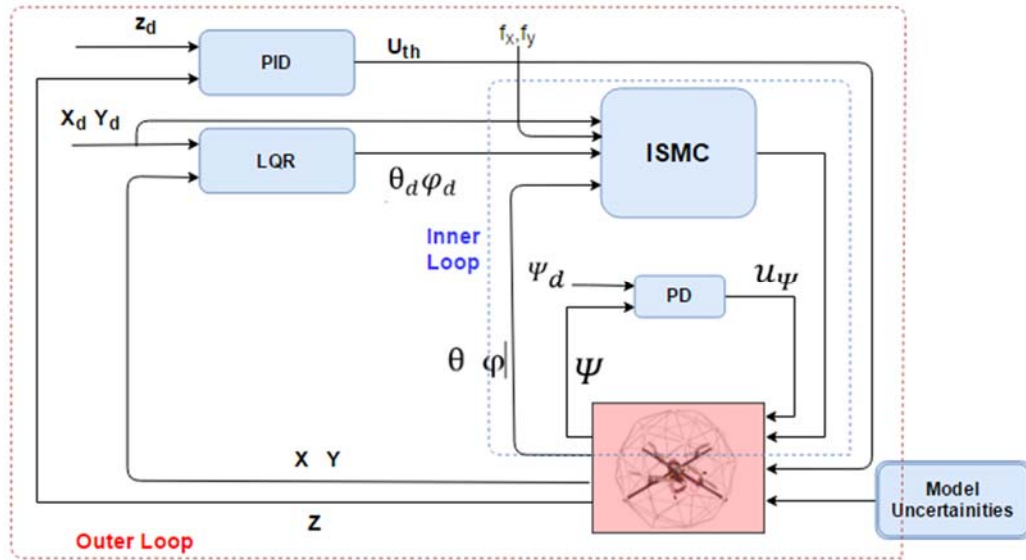 z_d
PID
U_th
f_x,f_y
X_d Y_d
LQR
θ_d φ_d
ISMC
Inner
Loop
Ψ_d
PD
u_Ψ
θ φ|
Ψ
X Y
Z
Model
Uncertainities
Outer Loop